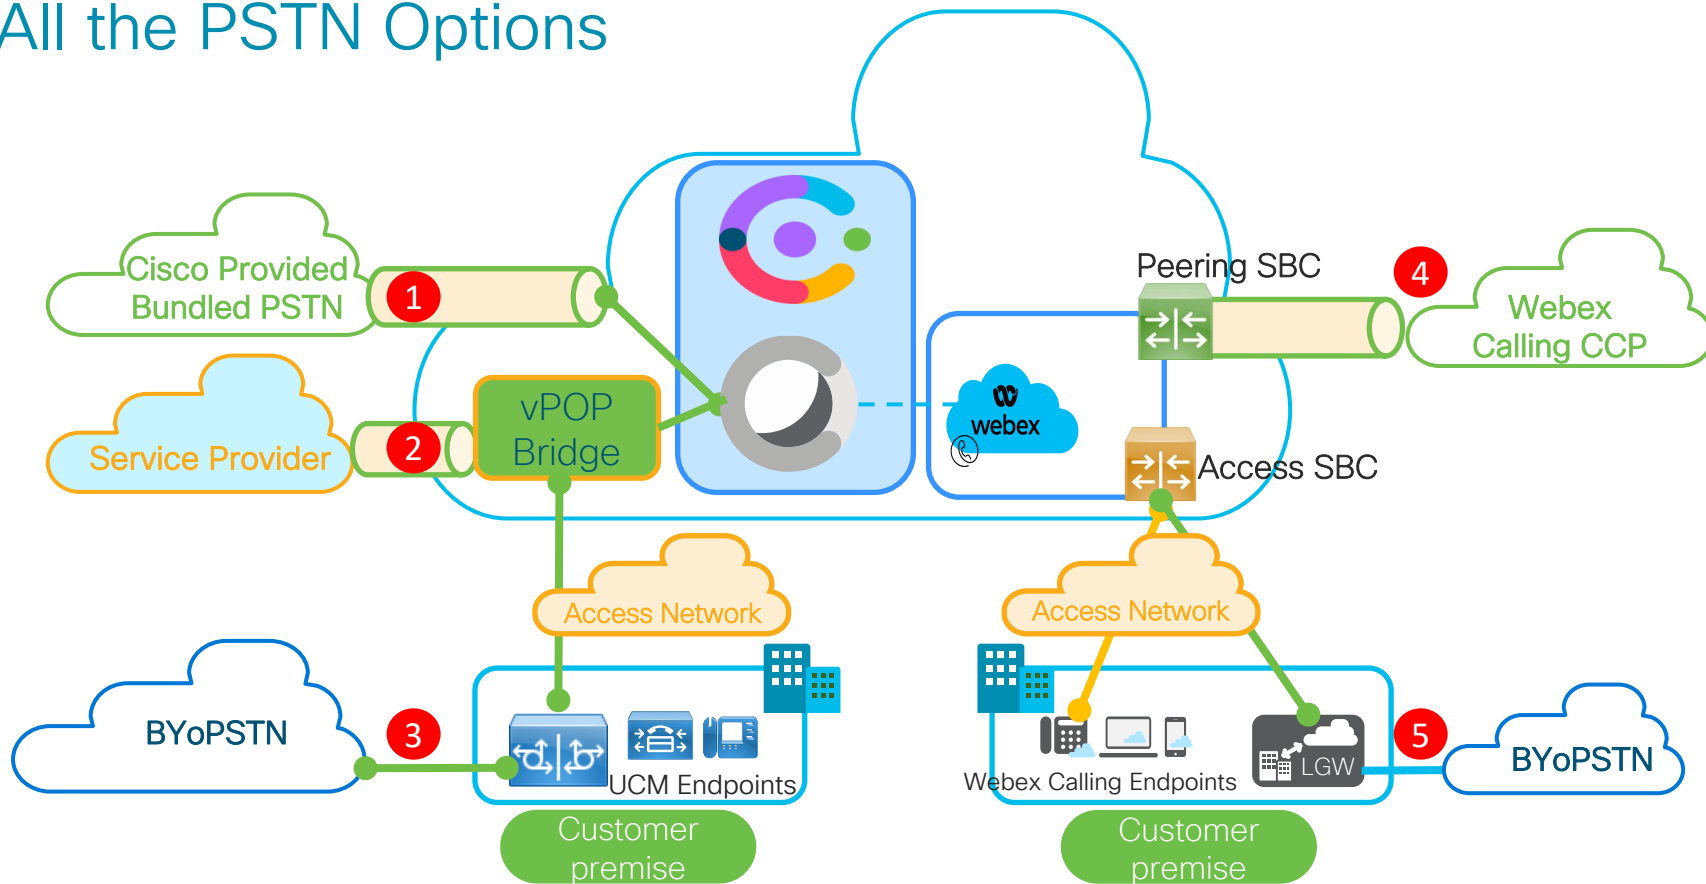 All the PSTN Options
Cisco Provided
Bundled PSTN
1
Peering SBC
4
Webex
Calling CCP
Service Provider
2
vPOP
Bridge
webex
Access SBC
Access Network
Access Network
BYoPSTN
3
UCM Endpoints
Webex Calling Endpoints
LGW
5
BYoPSTN
Customer
premise
Customer
premise